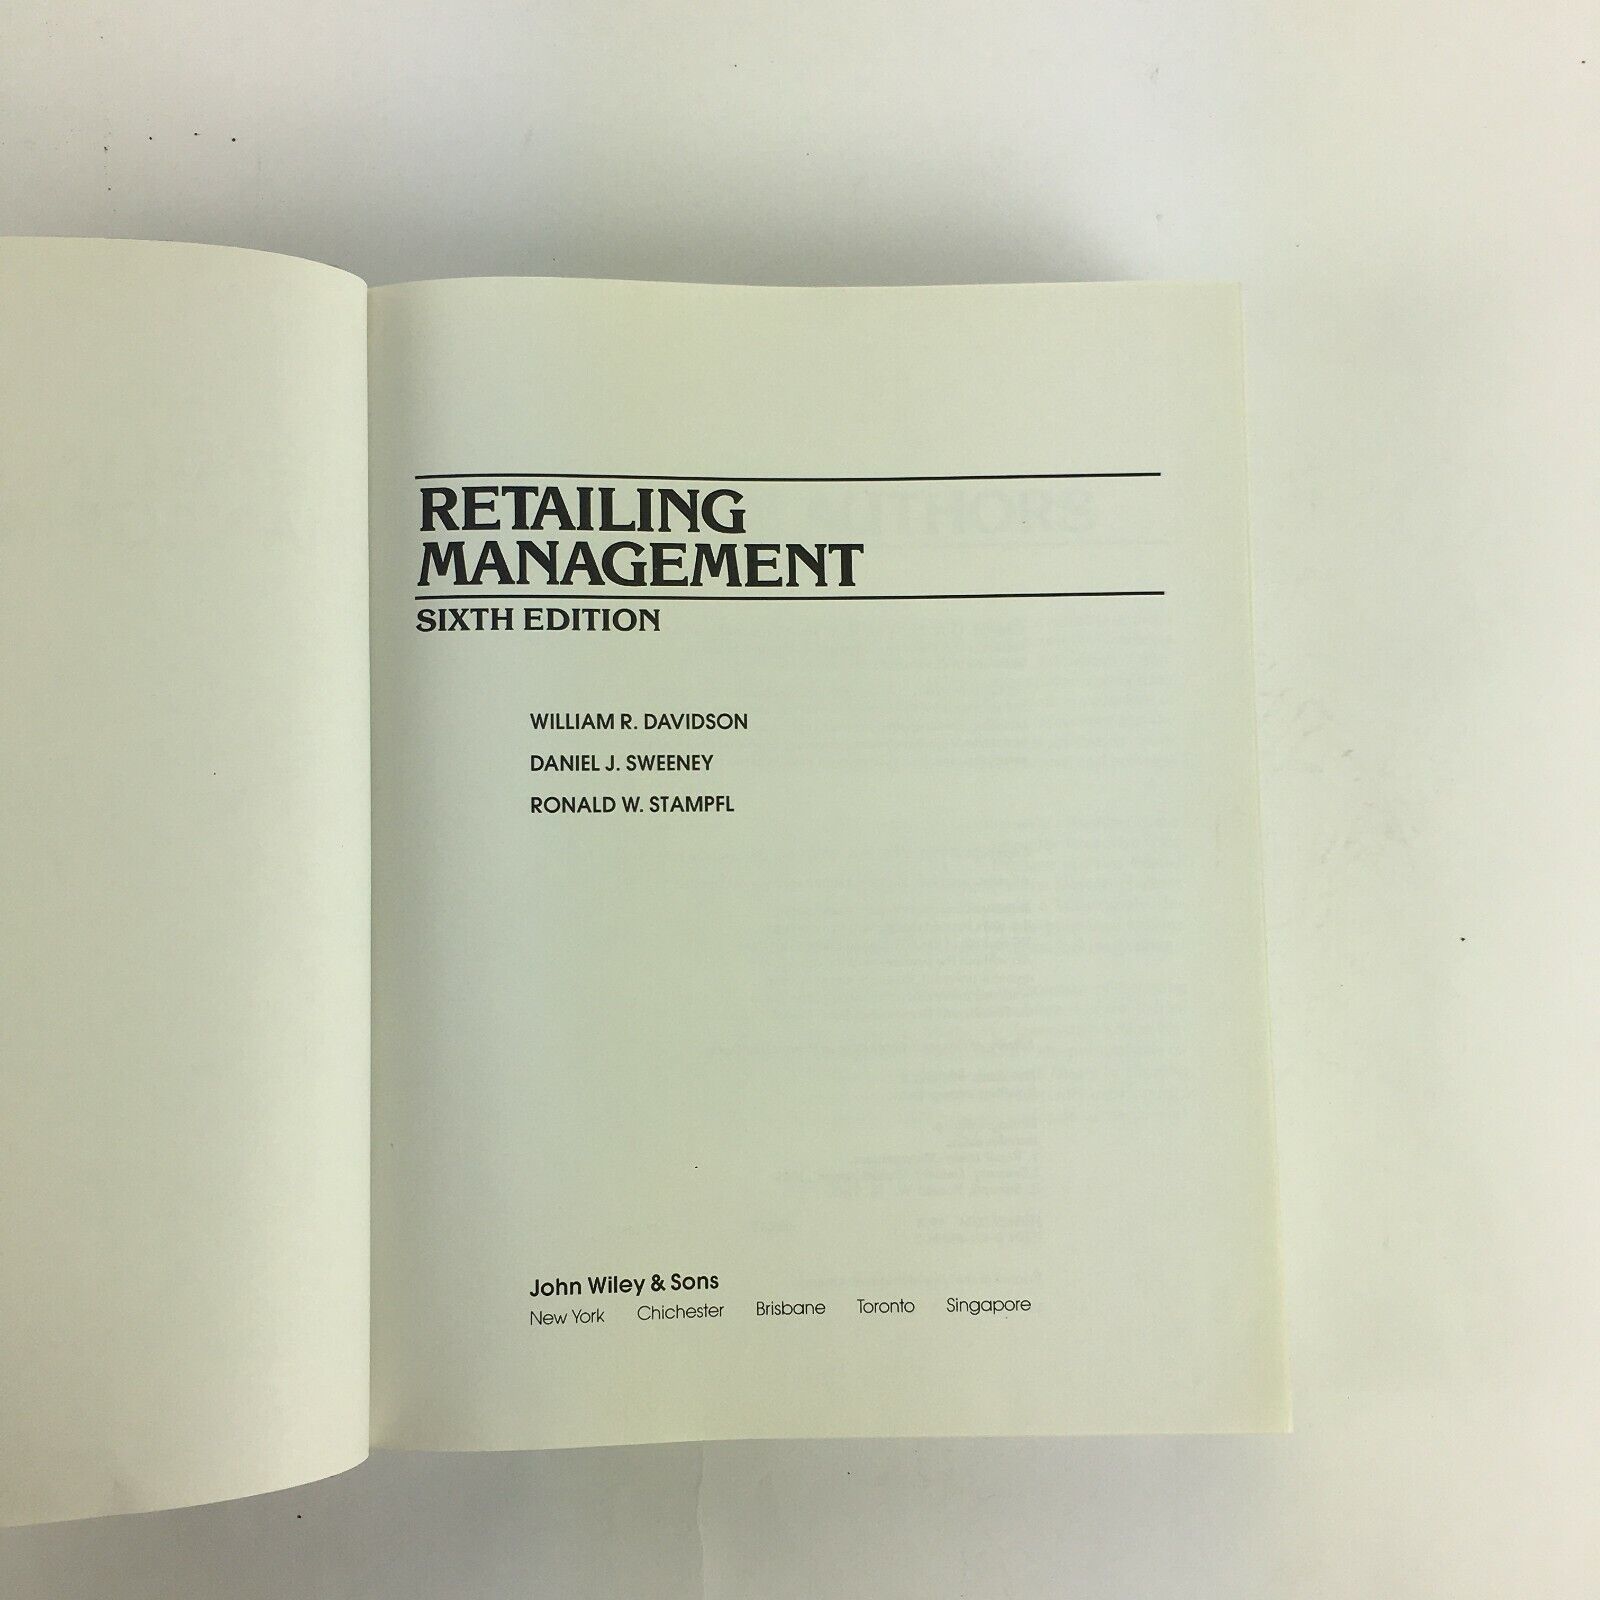 RETAILING
MANAGEMENT
SIXTH EDITION
WILLIAM R. DAVIDSON
DANIEL J. SWEENEY
RONALD W. STAMPFL
John Wiley & Sons
New York Chichester Brisbane Toronto Singapore